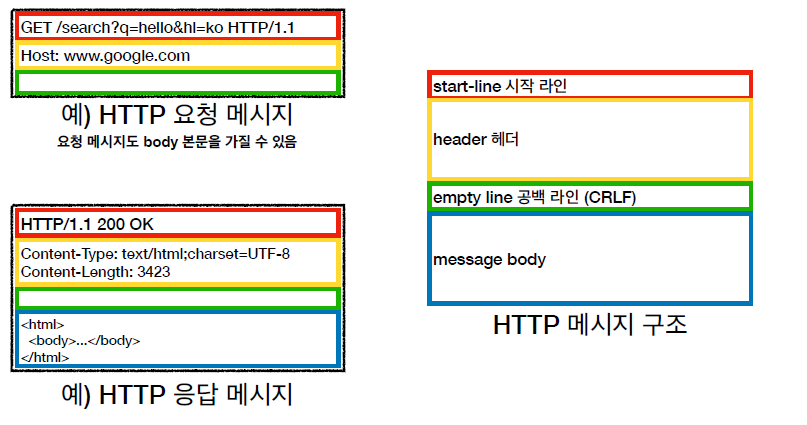 GET /search?q=hello&hl=ko HTTP/1.1
Host: www.google.com
예) HTTP 요청 메시지
요청 메시지도 body 본문을 가질 수 있음
HTTP/1.1 200 OK
Content-Type: text/html;charset=UTF-8
Content-Length: 3423
<html>
<body>...</body>
</html>
예) HTTP 응답 메시지
start-line 시작 라인
header 헤더
empty line 공백 라인 (CRLF)
message body
HTTP 메시지 구조